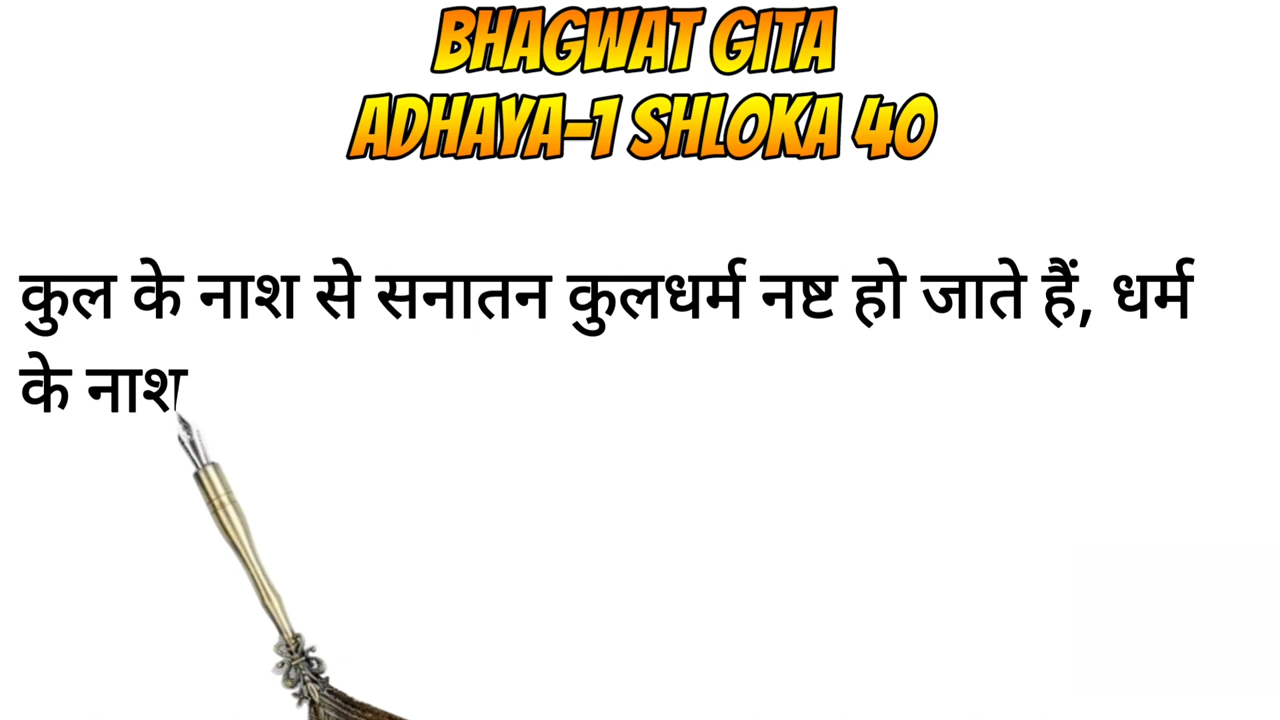 BHAGWAT GITA
ADHAYA-1 SHLOKA 40
कुल के नाश से सनातन कुलधर्म नष्ट हो जाते हैं, धर्म
के नाश